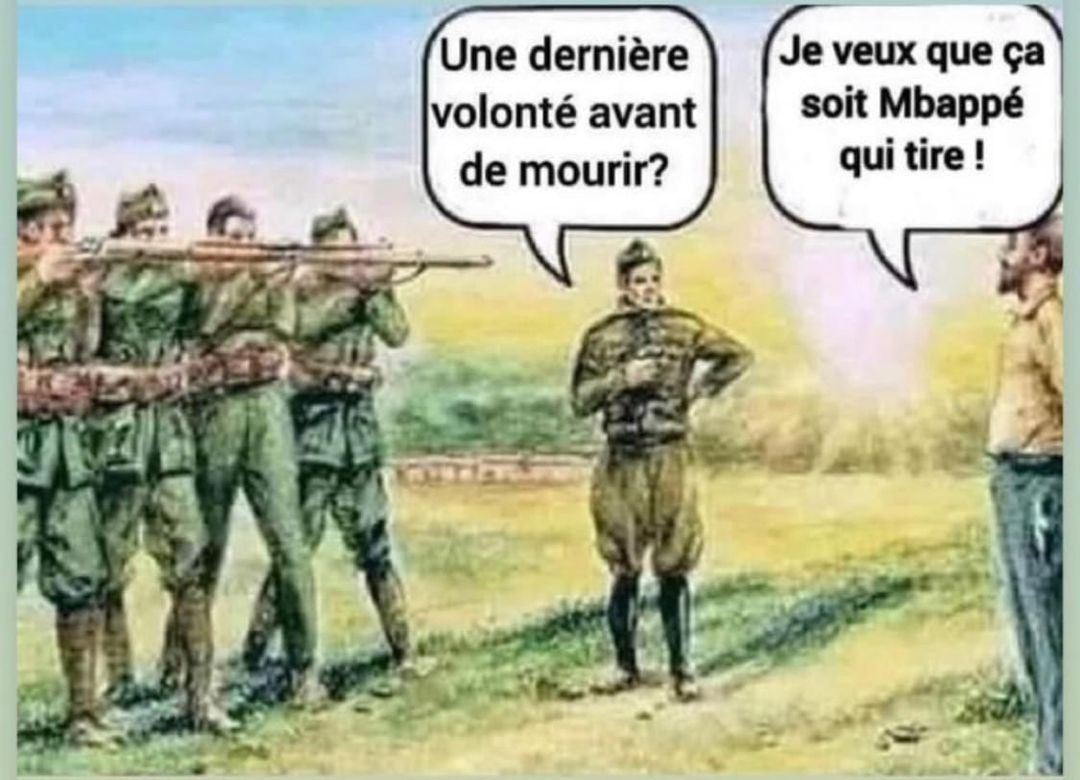 Une dernière
volonté avant
de mourir?
Je veux que ça
soit Mbappé
qui tire !